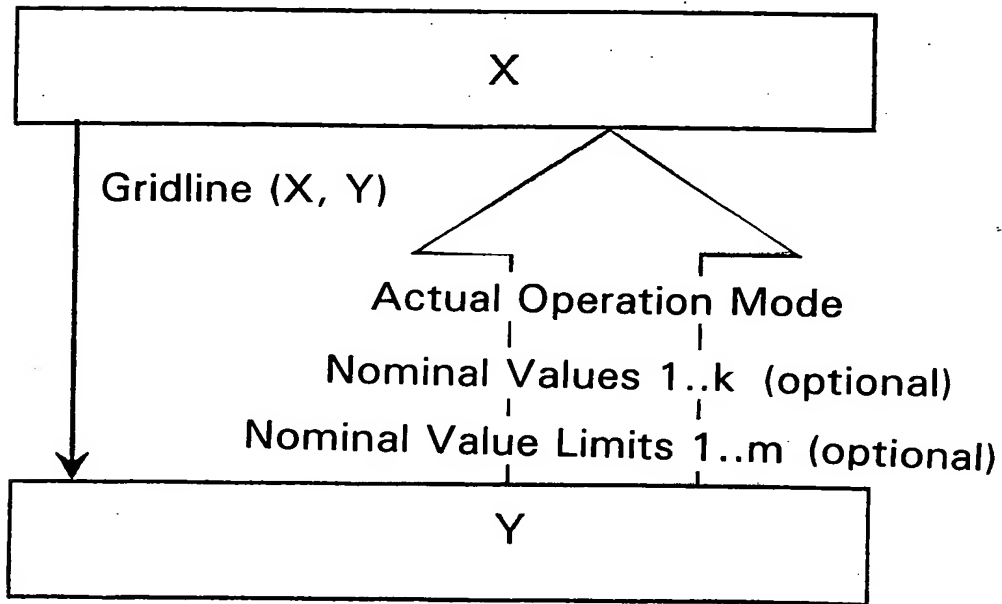 X
Gridline (X, Y)
Actual Operation Mode
Nominal Values 1..k (optional)
Nominal Value Limits 1..m (optional)
Y